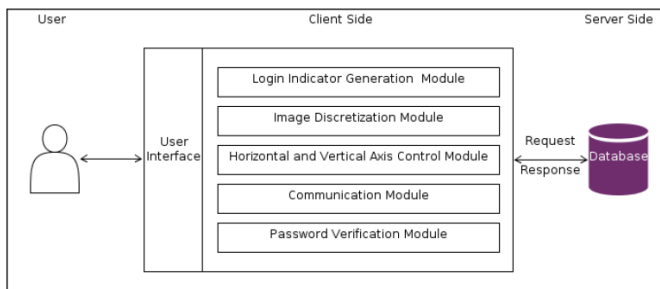 User
Client Side
Server Side
Login Indicator Generation Module
Image Discretization Module
User
Interface
Horizontal and Vertical Axis Control Module
Communication Module
Password Verification Module
Request
Response
Database